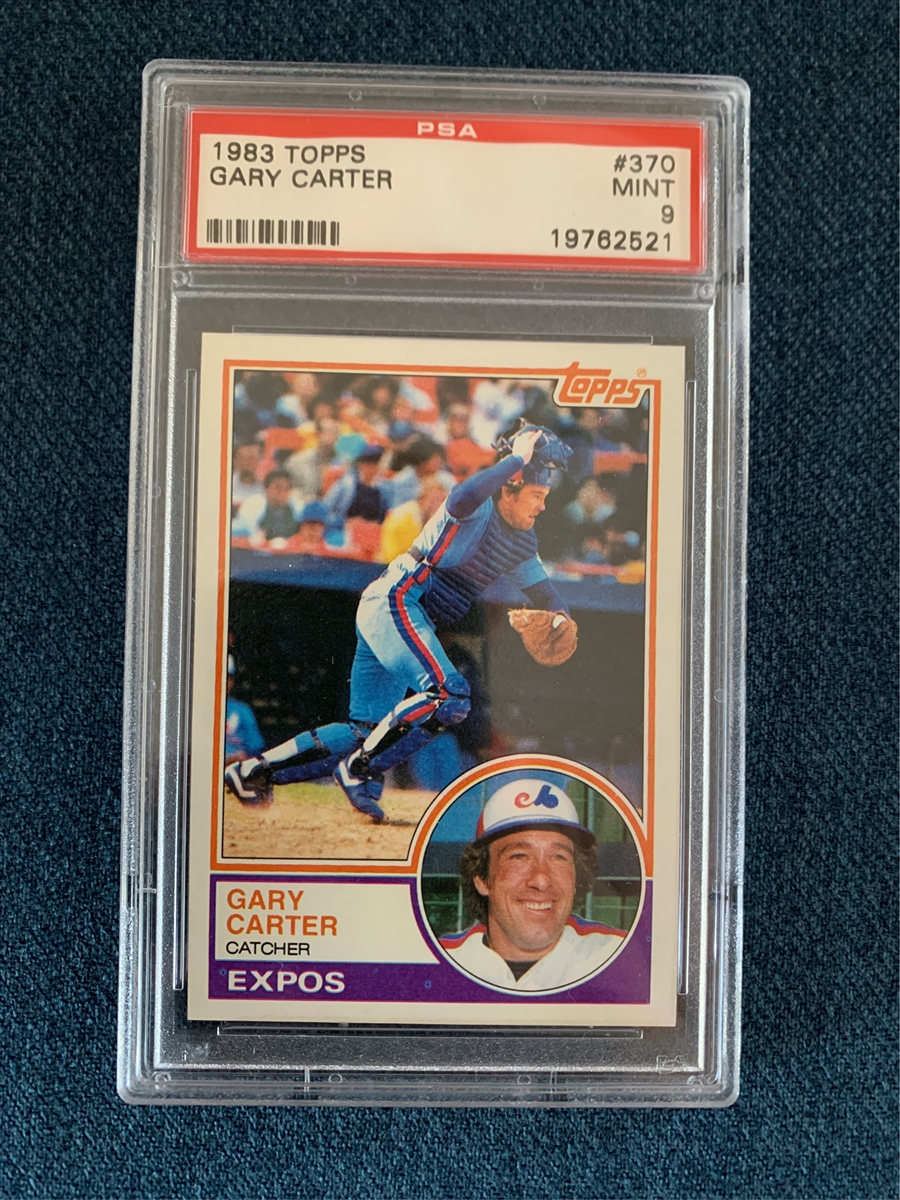 PSA
1983 TOPPS #370
GARY CARTER MINT
9
19762521
TOPPS
GARY
CARTER
CATCHER
EXPOS